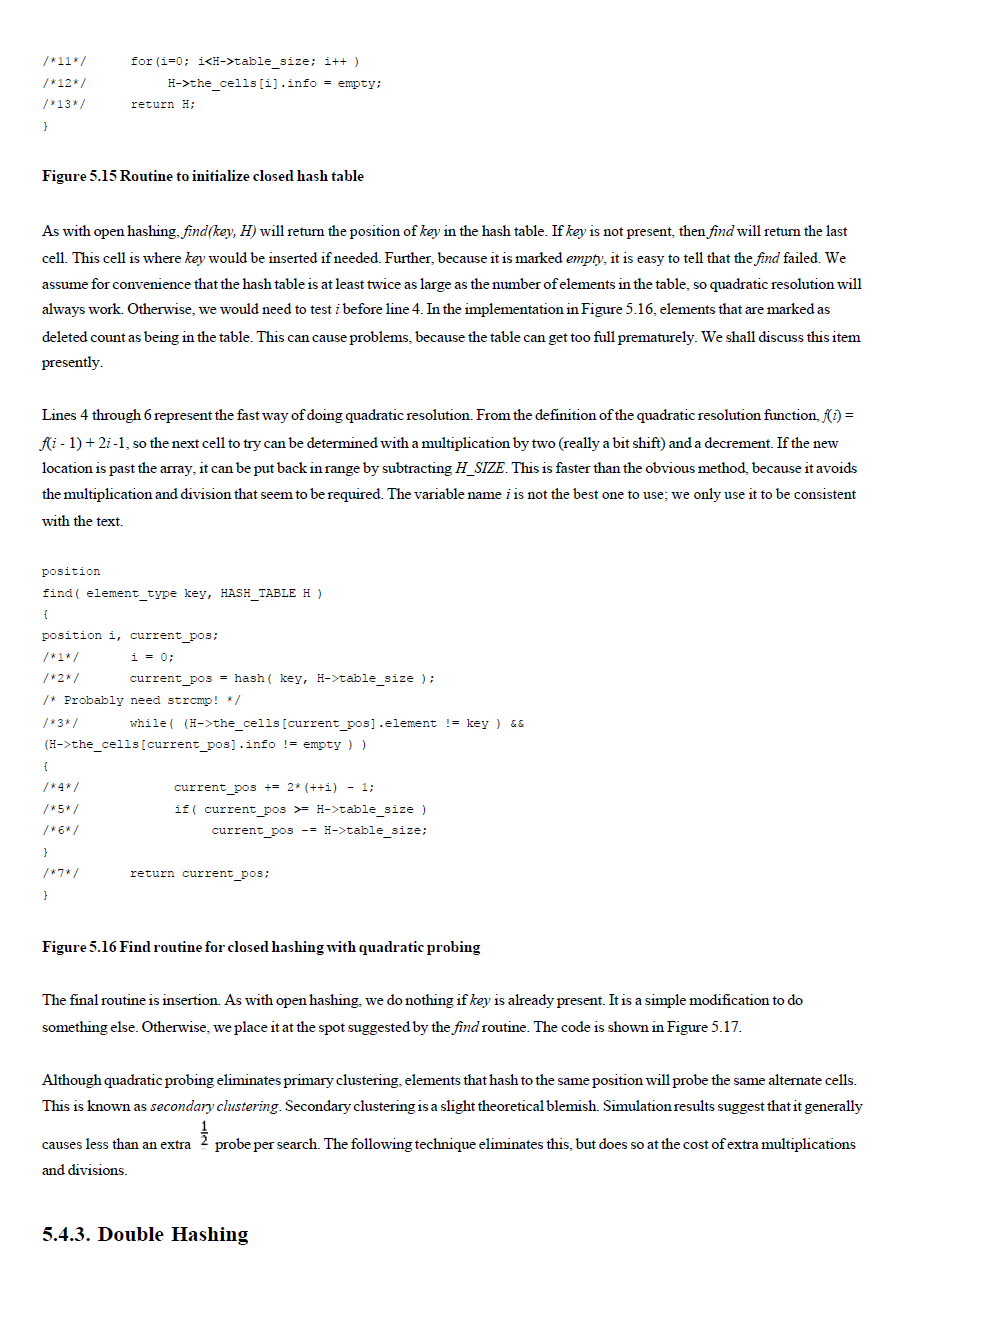 /*11*/ for(i=0; i<H->table_size; i++ )
/*12*/ H->the_cells[i].info = empty;
/*13*/ return H;
}
Figure 5.15 Routine to initialize closed hash table
As with open hashing, find(key, H) will return the position of key in the hash table. If key is not present, then find will return the last
cell. This cell is where key would be inserted if needed. Further, because it is marked empty, it is easy to tell that the find failed. We
assume for convenience that the hash table is at least twice as large as the number of elements in the table, so quadratic resolution will
always work. Otherwise, we would need to test i before line 4. In the implementation in Figure 5.16, elements that are marked as
deleted count as being in the table. This can cause problems, because the table can get too full prematurely. We shall discuss this item
presently.
Lines 4 through 6 represent the fast way of doing quadratic resolution. From the definition of the quadratic resolution function, f(i) =
f(i - 1) + 2i -1, so the next cell to try can be determined with a multiplication by two (really a bit shift) and a decrement. If the new
location is past the array, it can be put back in range by subtracting H_SIZE. This is faster than the obvious method, because it avoids
the multiplication and division that seem to be required. The variable name i is not the best one to use; we only use it to be consistent
with the text.
position
find( element_type key, HASH_TABLE H )
{
position i, current_pos;
/*1*/ i = 0;
/*2*/ current_pos = hash( key, H->table_size );
/* Probably need strcmp! */
/*3*/ while( (H->the_cells[current_pos].element != key ) &&
(H->the_cells[current_pos].info != empty ) )
{
/*4*/ current_pos += 2*(++i) - 1;
/*5*/ if( current_pos >= H->table_size )
/*6*/ current_pos -= H->table_size;
}
/*7*/ return current_pos;
}
Figure 5.16 Find routine for closed hashing with quadratic probing
The final routine is insertion. As with open hashing, we do nothing if key is already present. It is a simple modification to do
something else. Otherwise, we place it at the spot suggested by the find routine. The code is shown in Figure 5.17.
Although quadratic probing eliminates primary clustering, elements that hash to the same position will probe the same alternate cells.
This is known as secondary clustering. Secondary clustering is a slight theoretical blemish. Simulation results suggest that it generally
causes less than an extra 1/2 probe per search. The following technique eliminates this, but does so at the cost of extra multiplications
and divisions.
5.4.3. Double Hashing